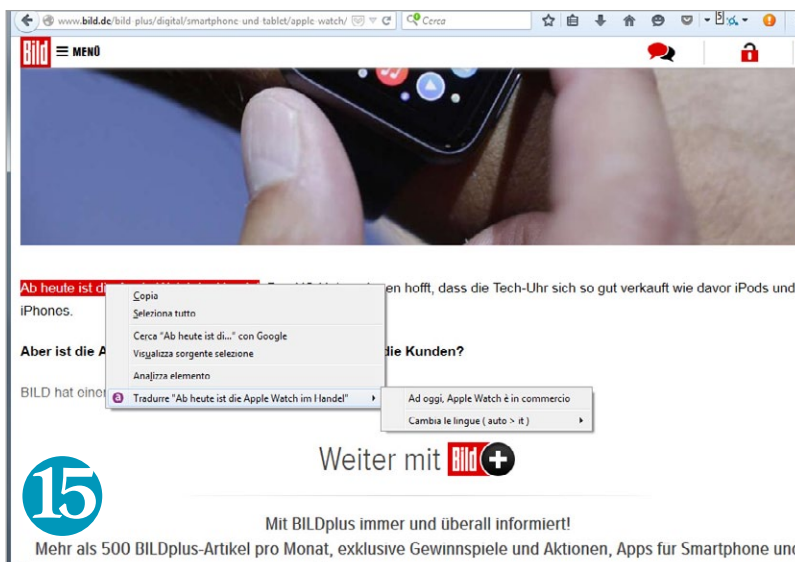 www.bild.de/bild-plus/digital/smartphone-und-tablet/apple-watch/
Cerca
5
Bild MENÜ
Ab heute ist di
en hofft, dass die Tech-Uhr sich so gut verkauft wie davor iPods und
iPhones.
Copia
Seleziona tutto
Cerca "Ab heute ist di..." con Google
Visualizza sorgente selezione
Analizza elemento
Tradurre "Ab heute ist die Apple Watch im Handel"
Ad oggi, Apple Watch è in commercio
Cambia le lingue ( auto > it )
Aber ist die A
die Kunden?
BILD hat einer
Weiter mit Bild +
15
Mit BILDplus immer und überall informiert!
Mehr als 500 BILDplus-Artikel pro Monat, exklusive Gewinnspiele und Aktionen, Apps für Smartphone und